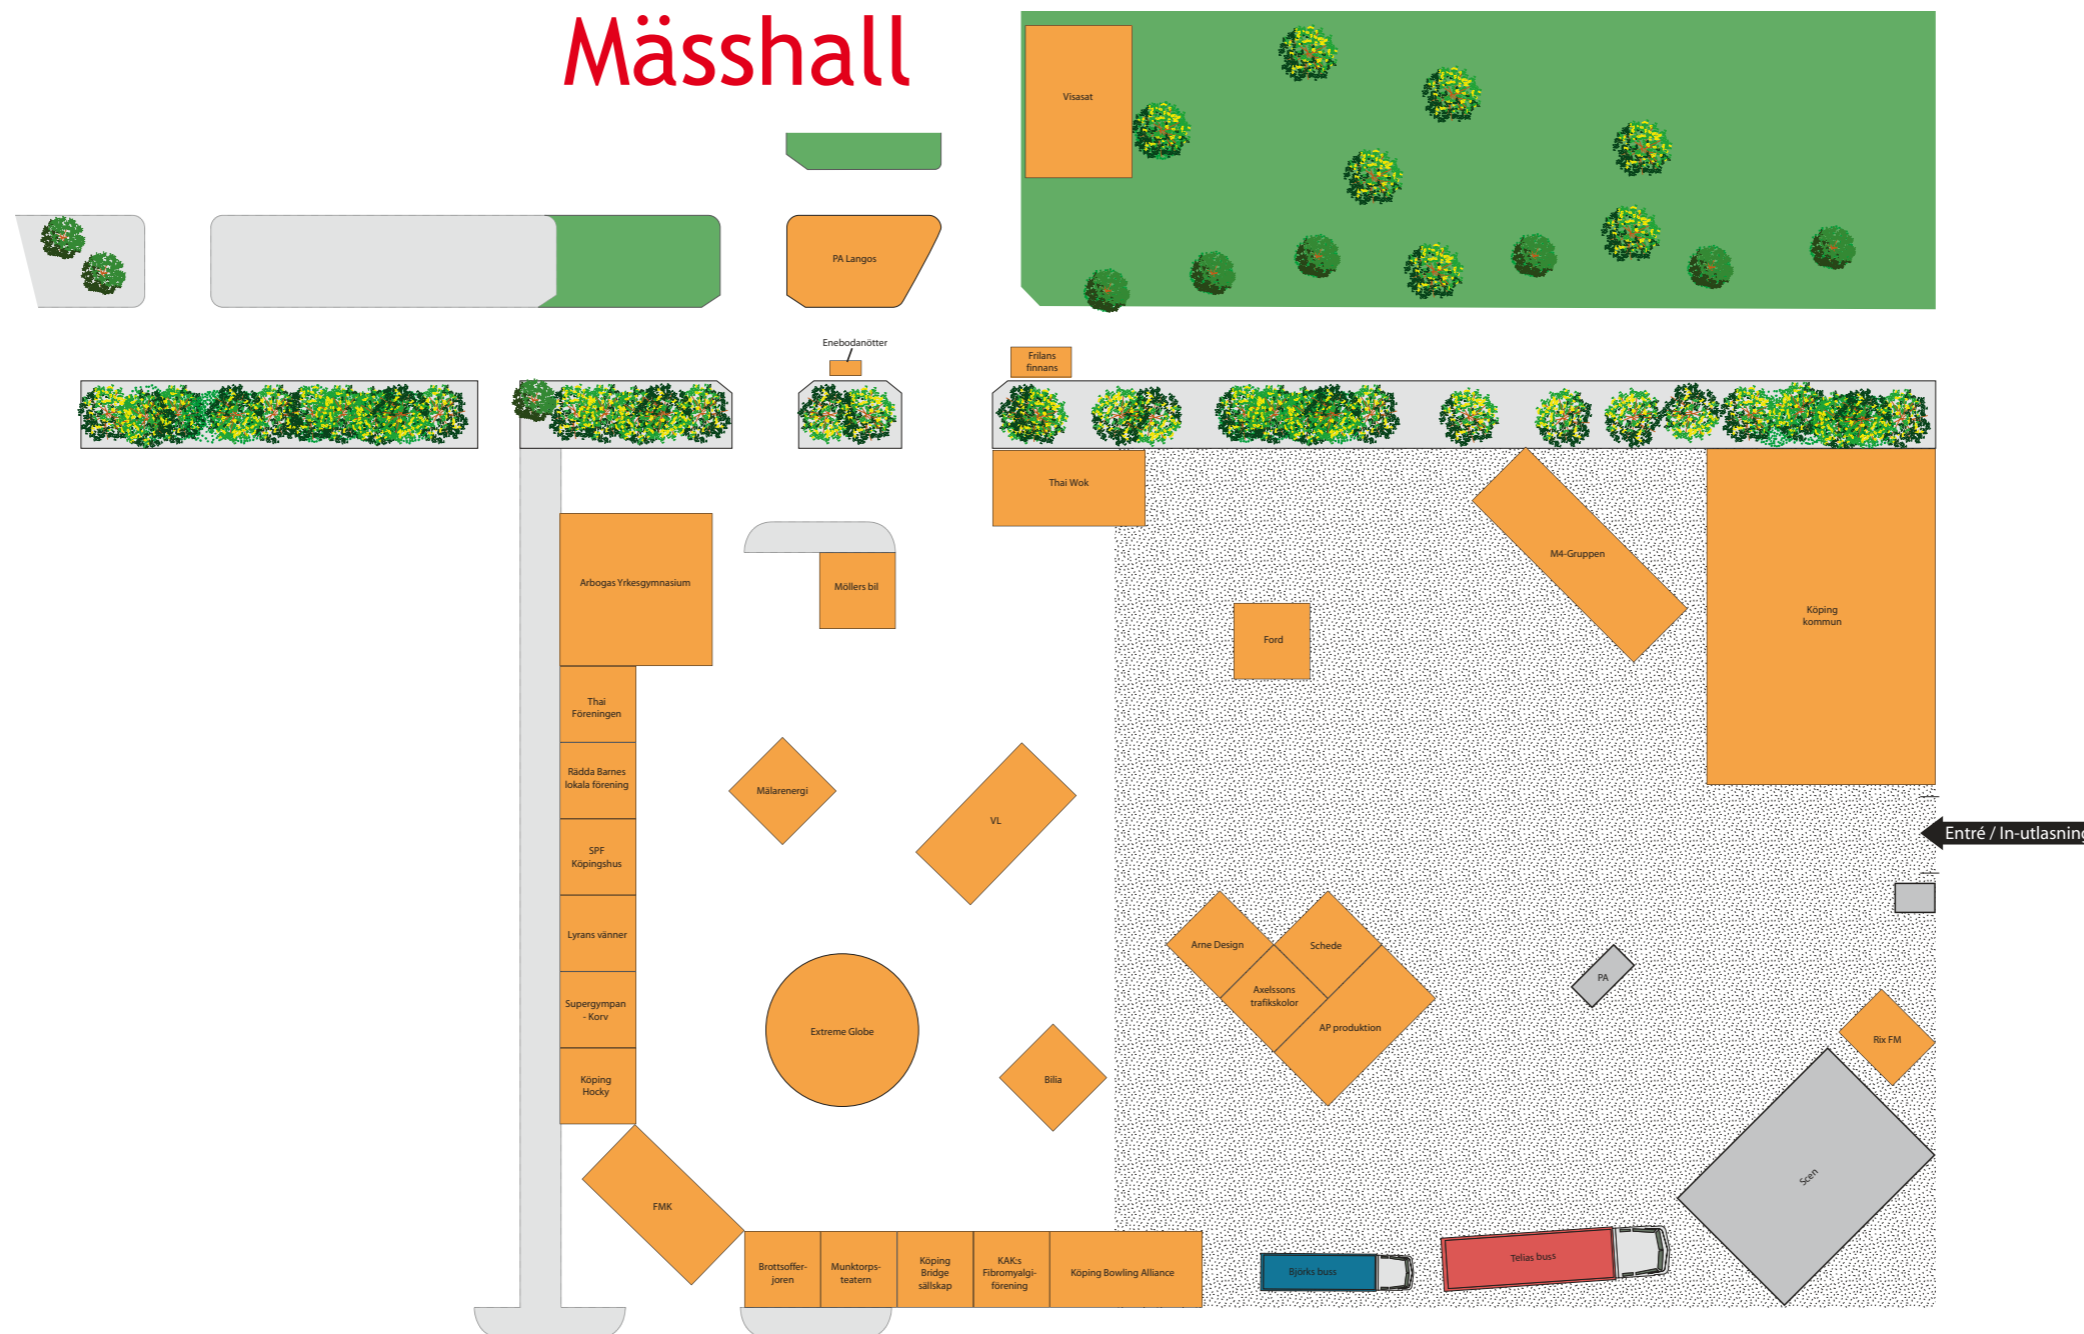 Mässhall
Visasat
PA Langos
Enebodanötter
Frilans
finnans
Thai Wok
M4-Gruppen
Arbogas Yrkesgymnasium
Möllers bil
Köping
kommun
Ford
Thai
Föreningen
Rädda Barnes
lokala förening
Mälarenergi
VL
Entré / In-utlasning
SPF
Köpingshus
Lyrans vänner
Arne Design
Schede
PA
Axelssons
trafikskolor
Supergympan
- Korv
Extreme Globe
AP produktion
Rix FM
Köping
Hocky
Bilia
Scen
FMK
Brottsoffer-
joren
Munktorps-
teatern
Köping
Bridge
sällskap
KAK:s
Fibromyalgi-
förening
Köping Bowling Alliance
Björks buss
Telias buss